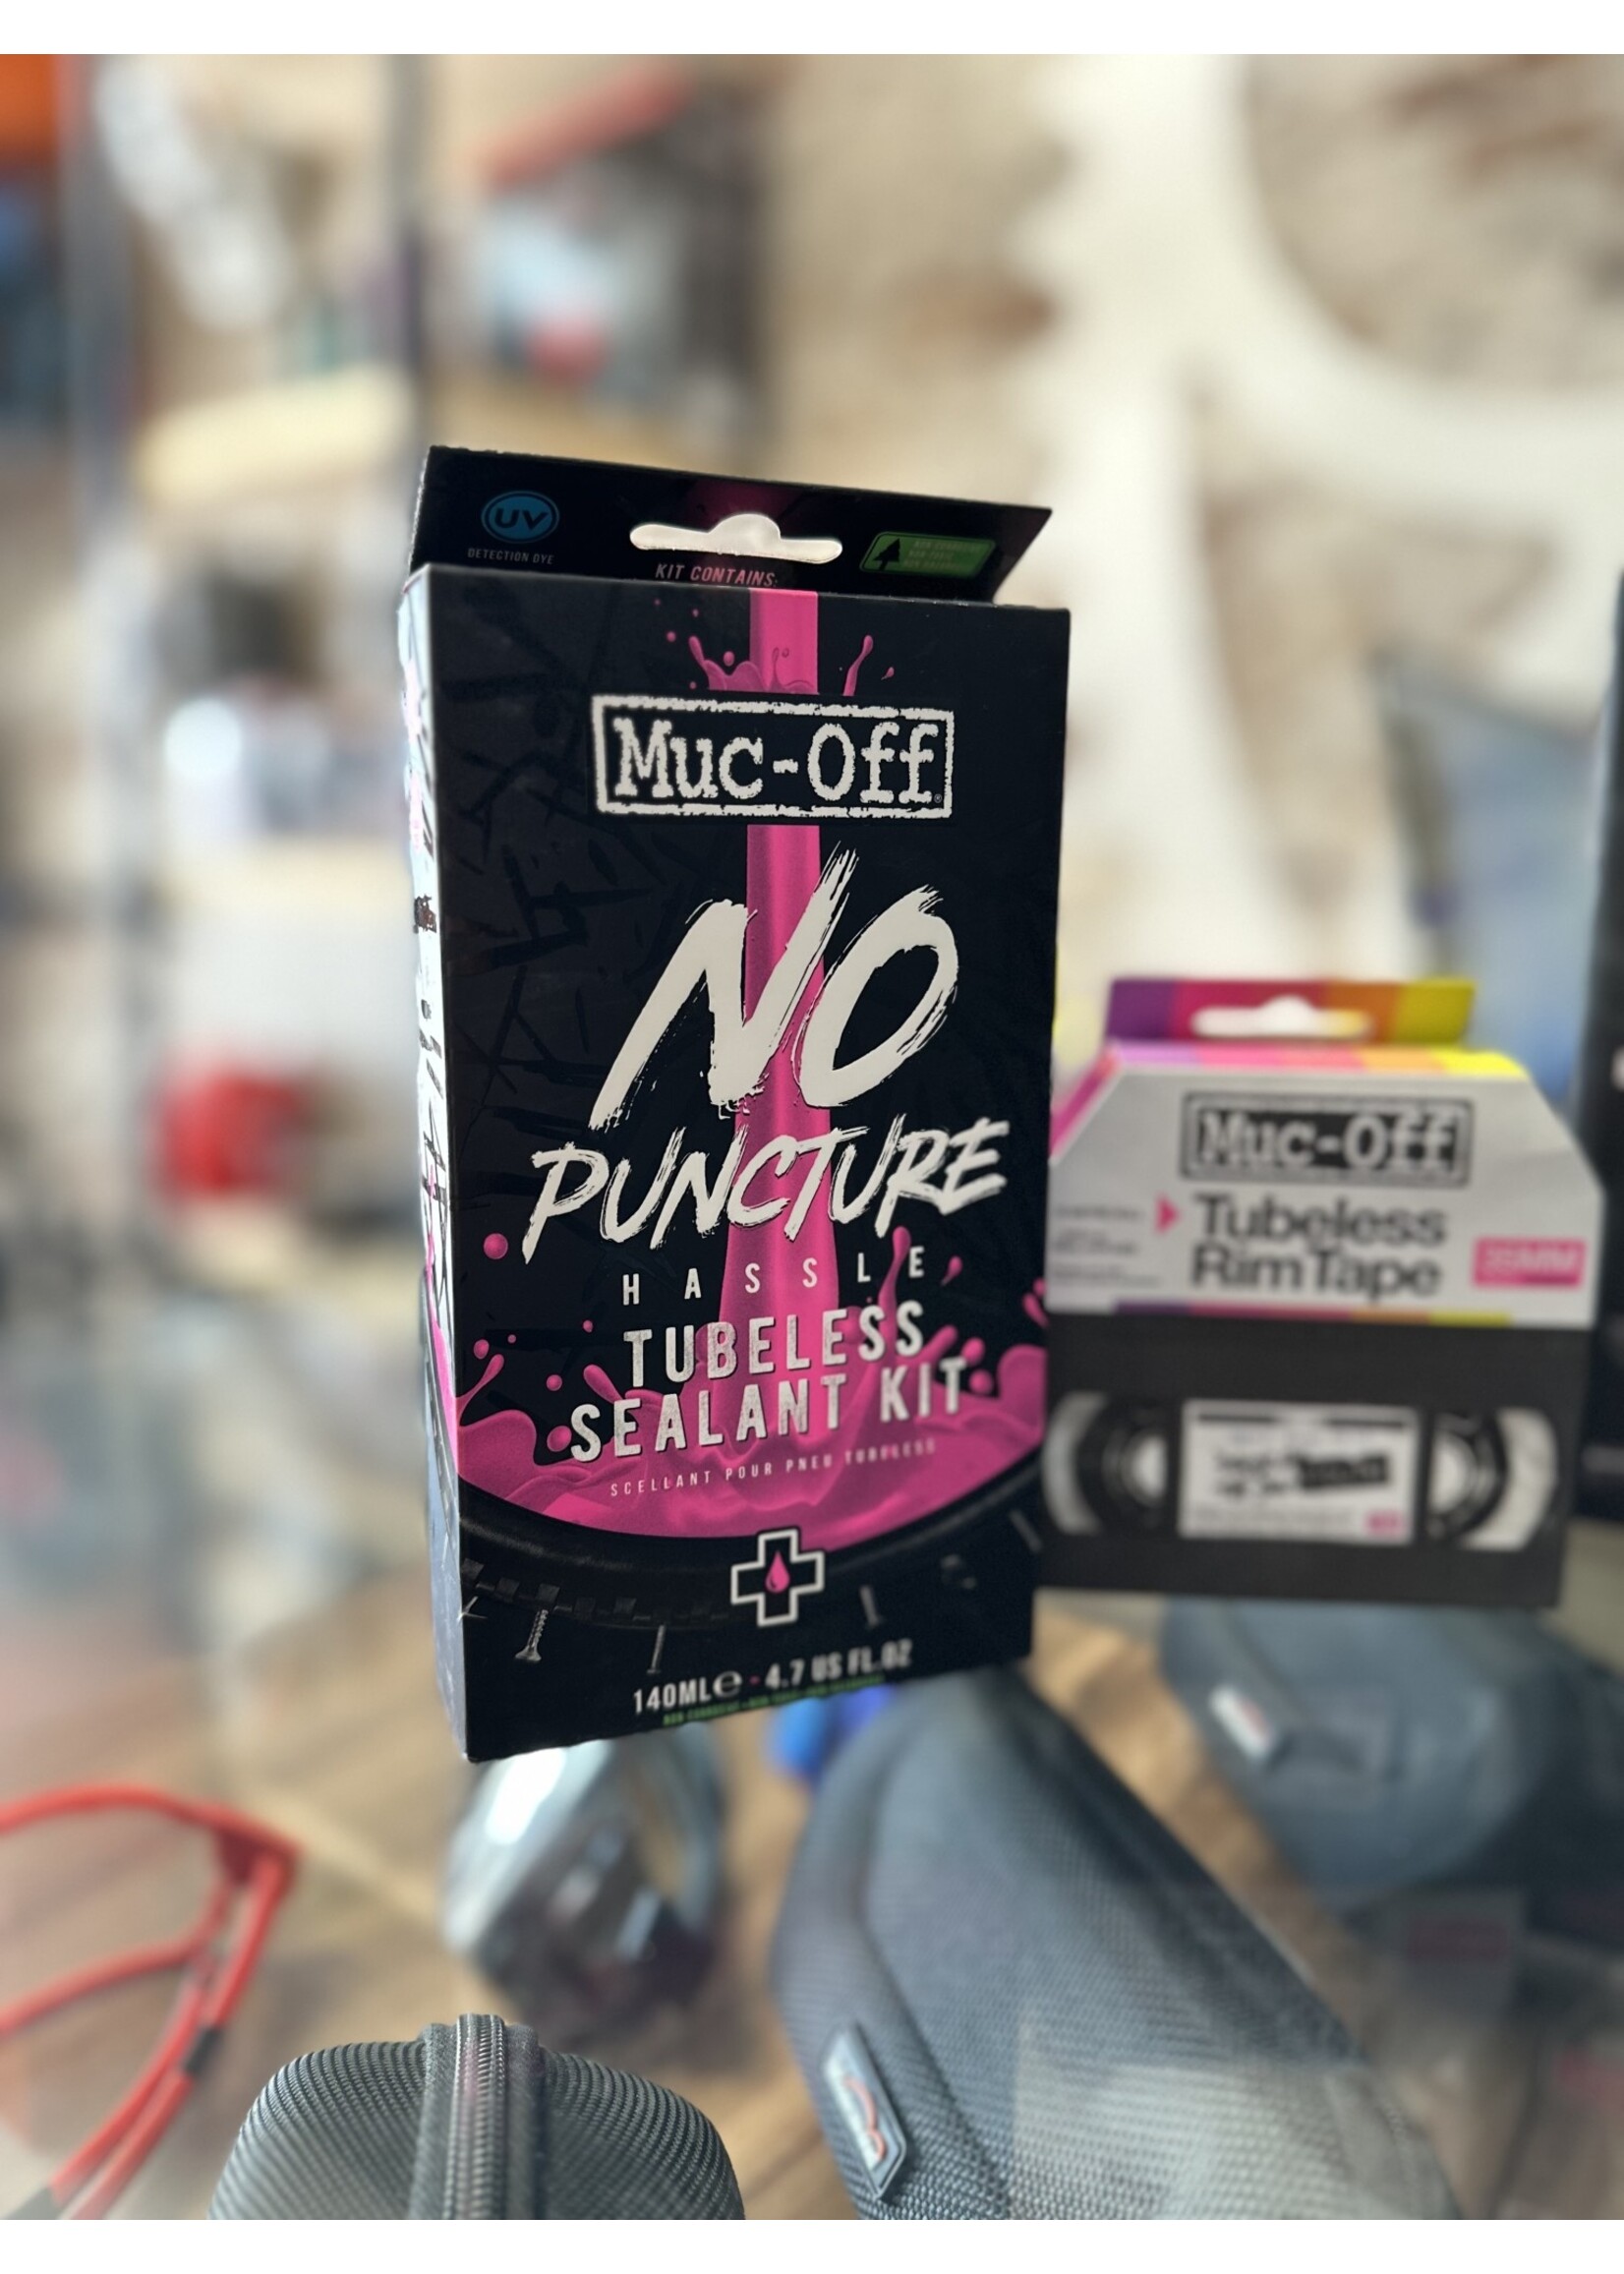 UV
DETECTION DYE
KIT CONTAINS:
Muc-Off
NO
PUNCTURE
HASSLE
TUBELESS
SEALANT KIT
SCELLANT POUR PNEU TUBELESS
140ML℮ - 4.7 US FL.OZ
Muc-Off
Tubeless
Rim Tape